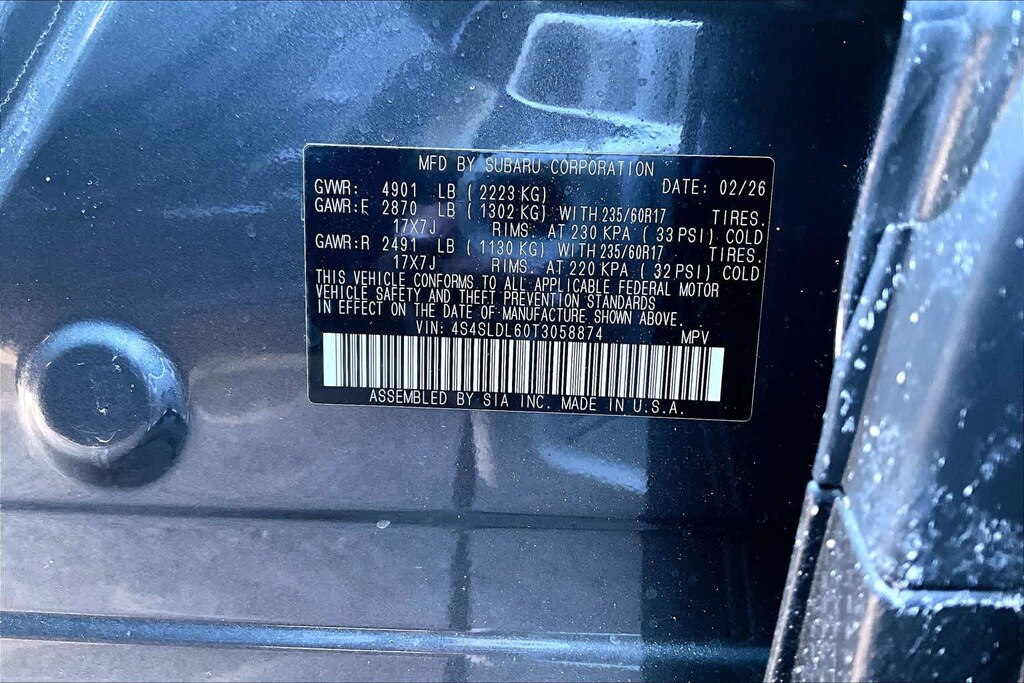 MFD BY SUBARU CORPORATION
GVWR: 4901 LB (2223 KG) DATE: 02/26
GAWR:F 2870 LB (1302 KG) WITH 235/60R17 TIRES,
17X7J RIMS, AT 230 KPA (33 PSI) COLD
GAWR:R 2491 LB (1130 KG) WITH 235/60R17 TIRES,
17X7J RIMS, AT 220 KPA (32 PSI) COLD
THIS VEHICLE CONFORMS TO ALL APPLICABLE FEDERAL MOTOR
VEHICLE SAFETY AND THEFT PREVENTION STANDARDS
IN EFFECT ON THE DATE OF MANUFACTURE SHOWN ABOVE.
VIN: 4S4SLDL60T3058874 MPV
ASSEMBLED BY SIA INC. MADE IN U.S.A.